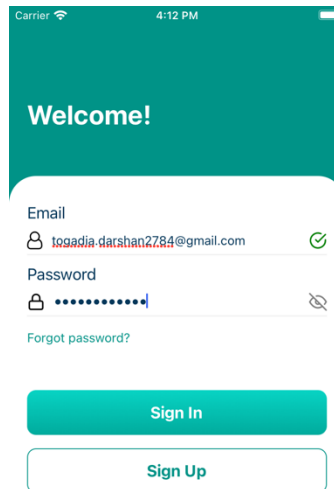 Carrier 4:12 PM
Welcome!
Email
togadia.darshan2784@gmail.com
Password
••••••••••••
Forgot password?
Sign In
Sign Up